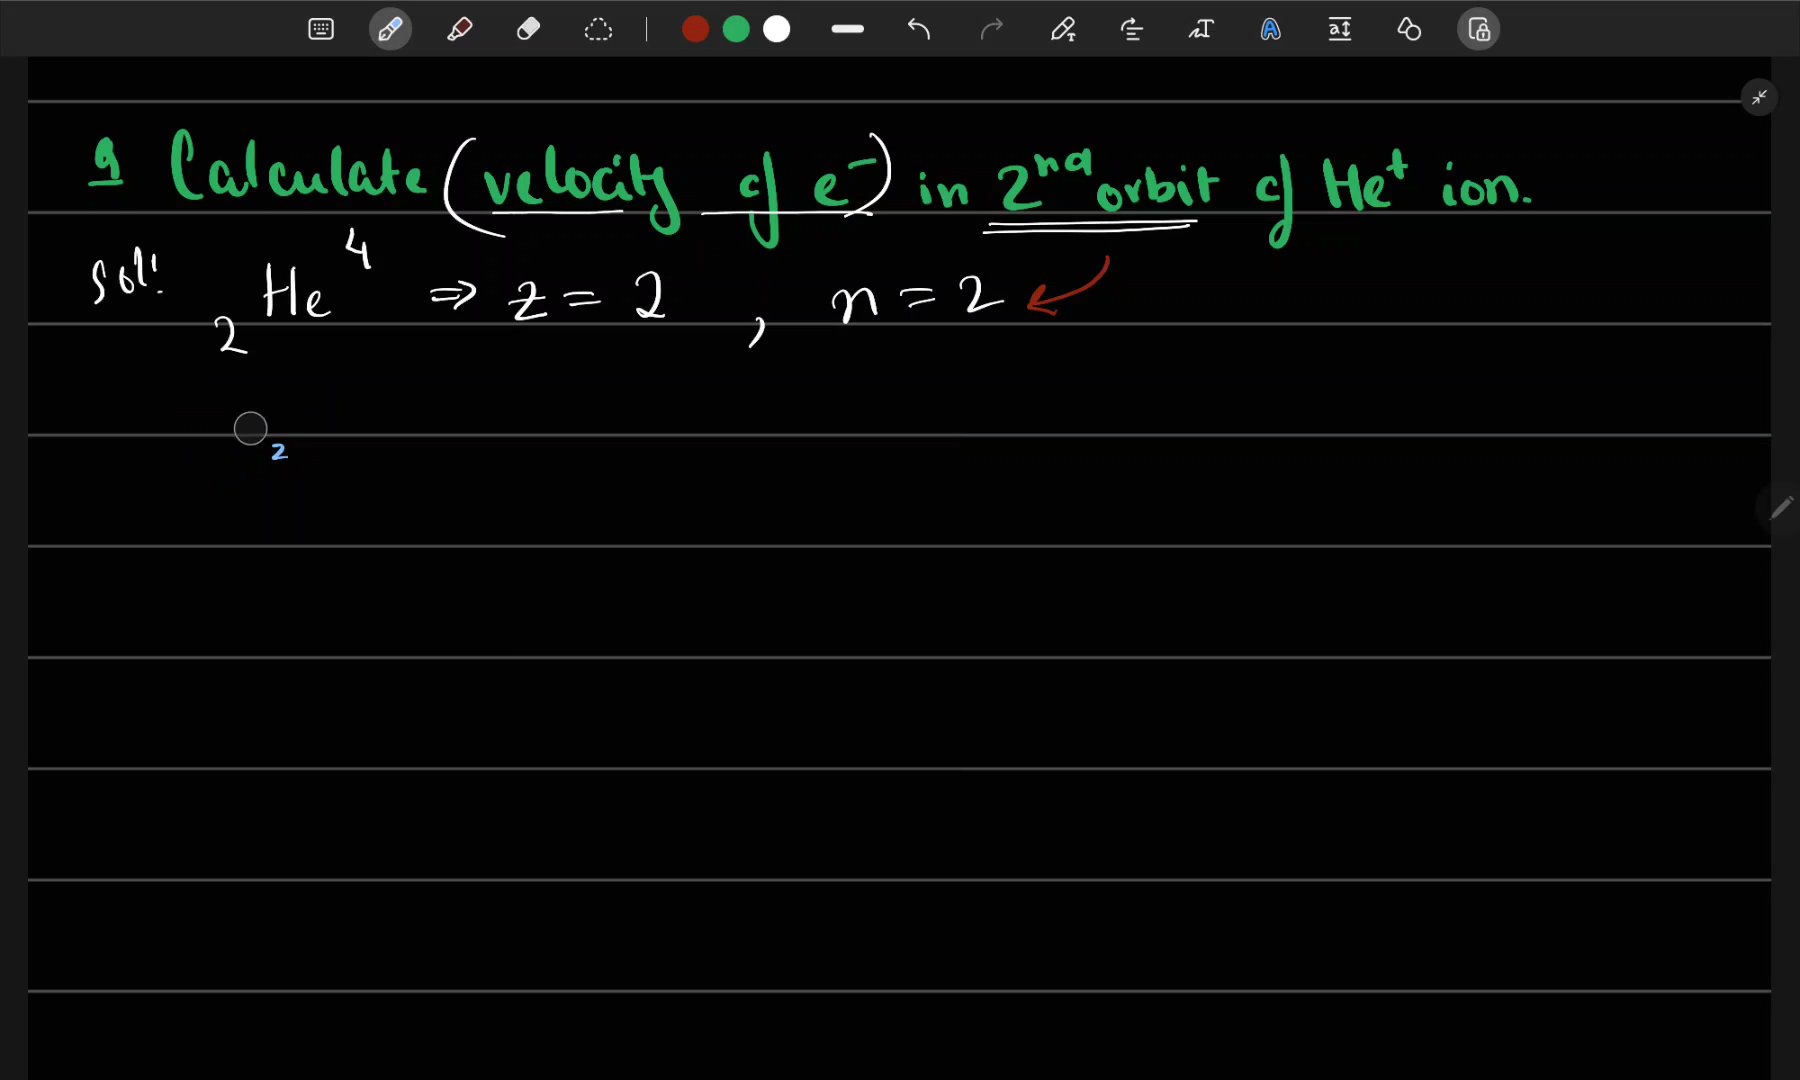 Q Calculate (velocity of e⁻) in 2nd orbit of He⁺ ion.
Sol: ₂He⁴ ⇒ z = 2 , n = 2
2